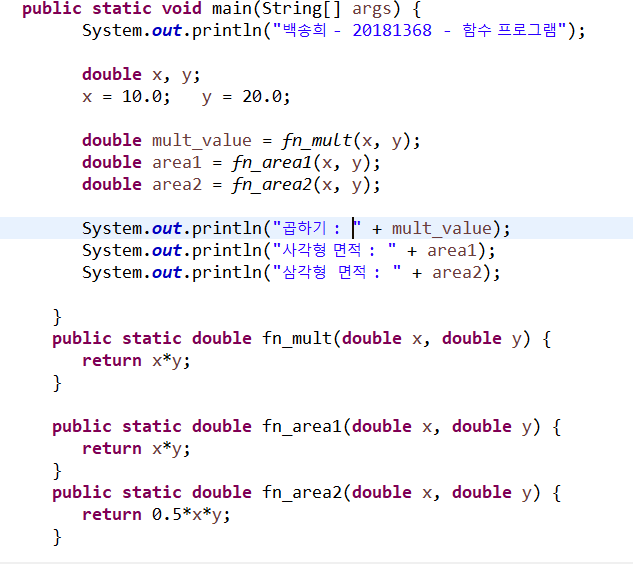 public static void main(String[] args) {
System.out.println("백송희 - 20181368 - 함수 프로그램");
double x, y;
x = 10.0;   y = 20.0;
double mult_value = fn_mult(x, y);
double area1 = fn_area1(x, y);
double area2 = fn_area2(x, y);
System.out.println("곱하기 : " + mult_value);
System.out.println("사각형 면적 : " + area1);
System.out.println("삼각형  면적 : " + area2);
}
public static double fn_mult(double x, double y) {
return x*y;
}
public static double fn_area1(double x, double y) {
return x*y;
}
public static double fn_area2(double x, double y) {
return 0.5*x*y;
}